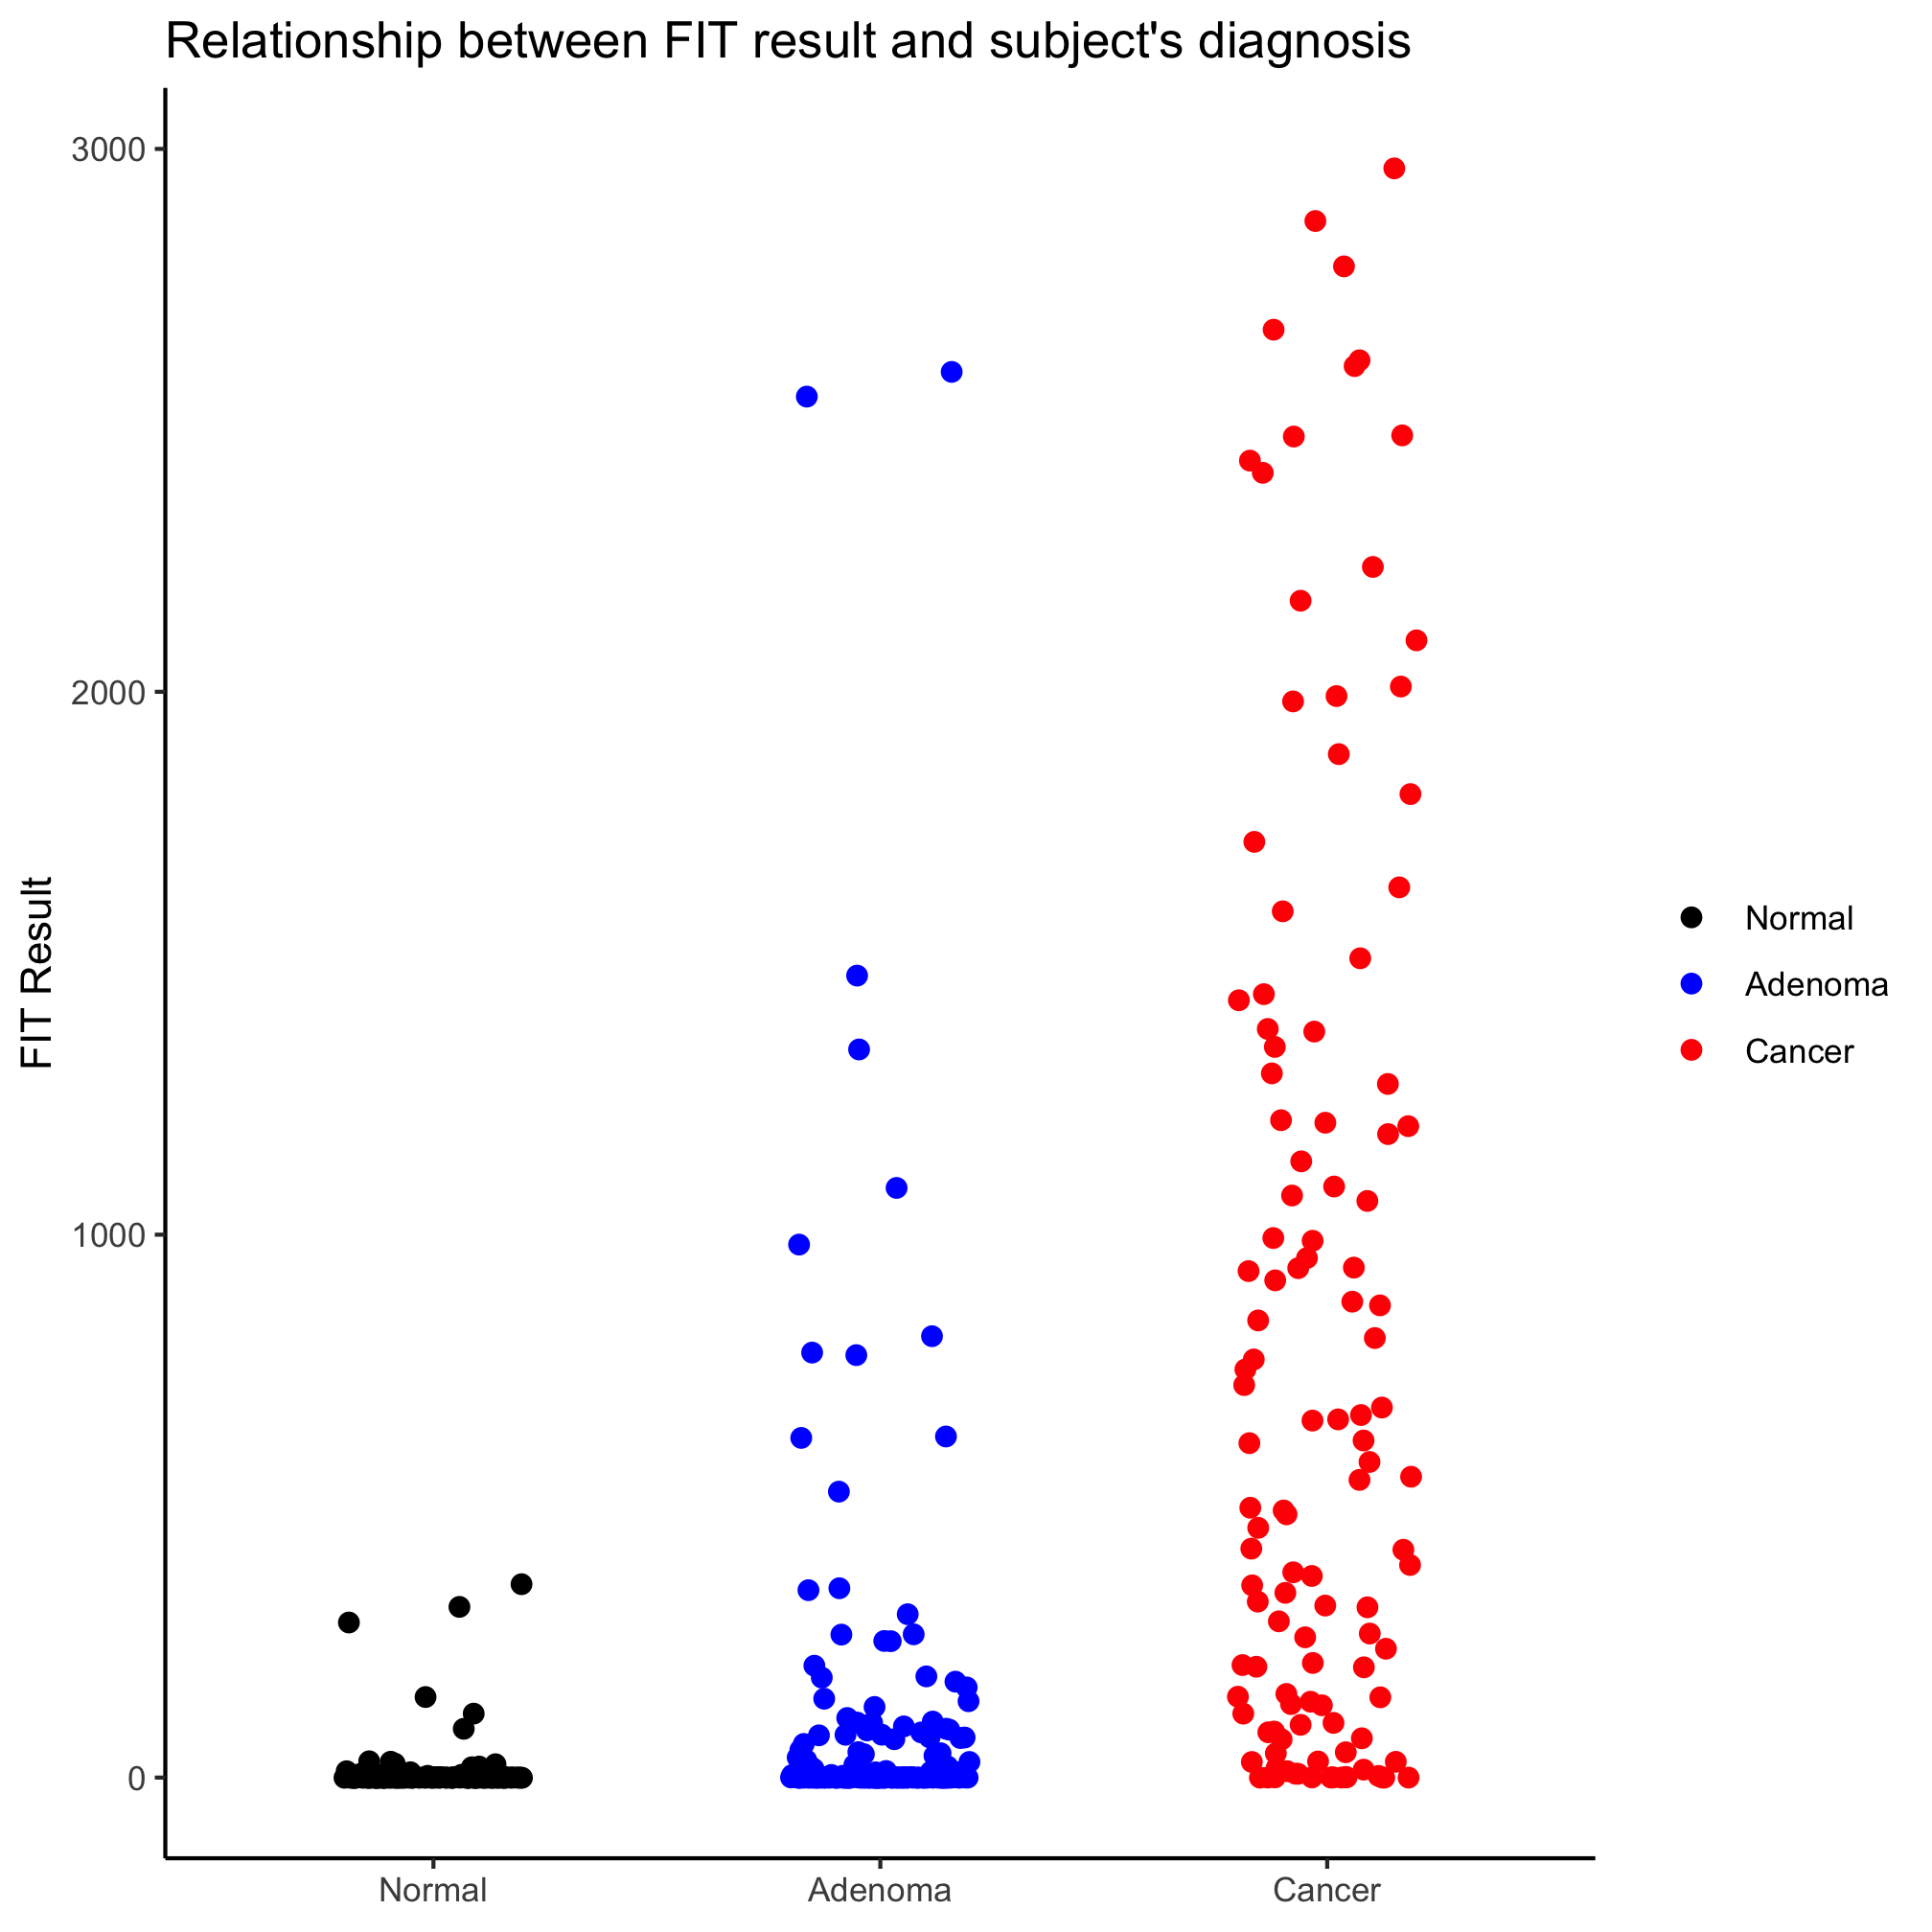 Relationship between FIT result and subject's diagnosis
FIT Result
3000
2000
1000
0
Normal
Adenoma
Cancer
Normal
Adenoma
Cancer